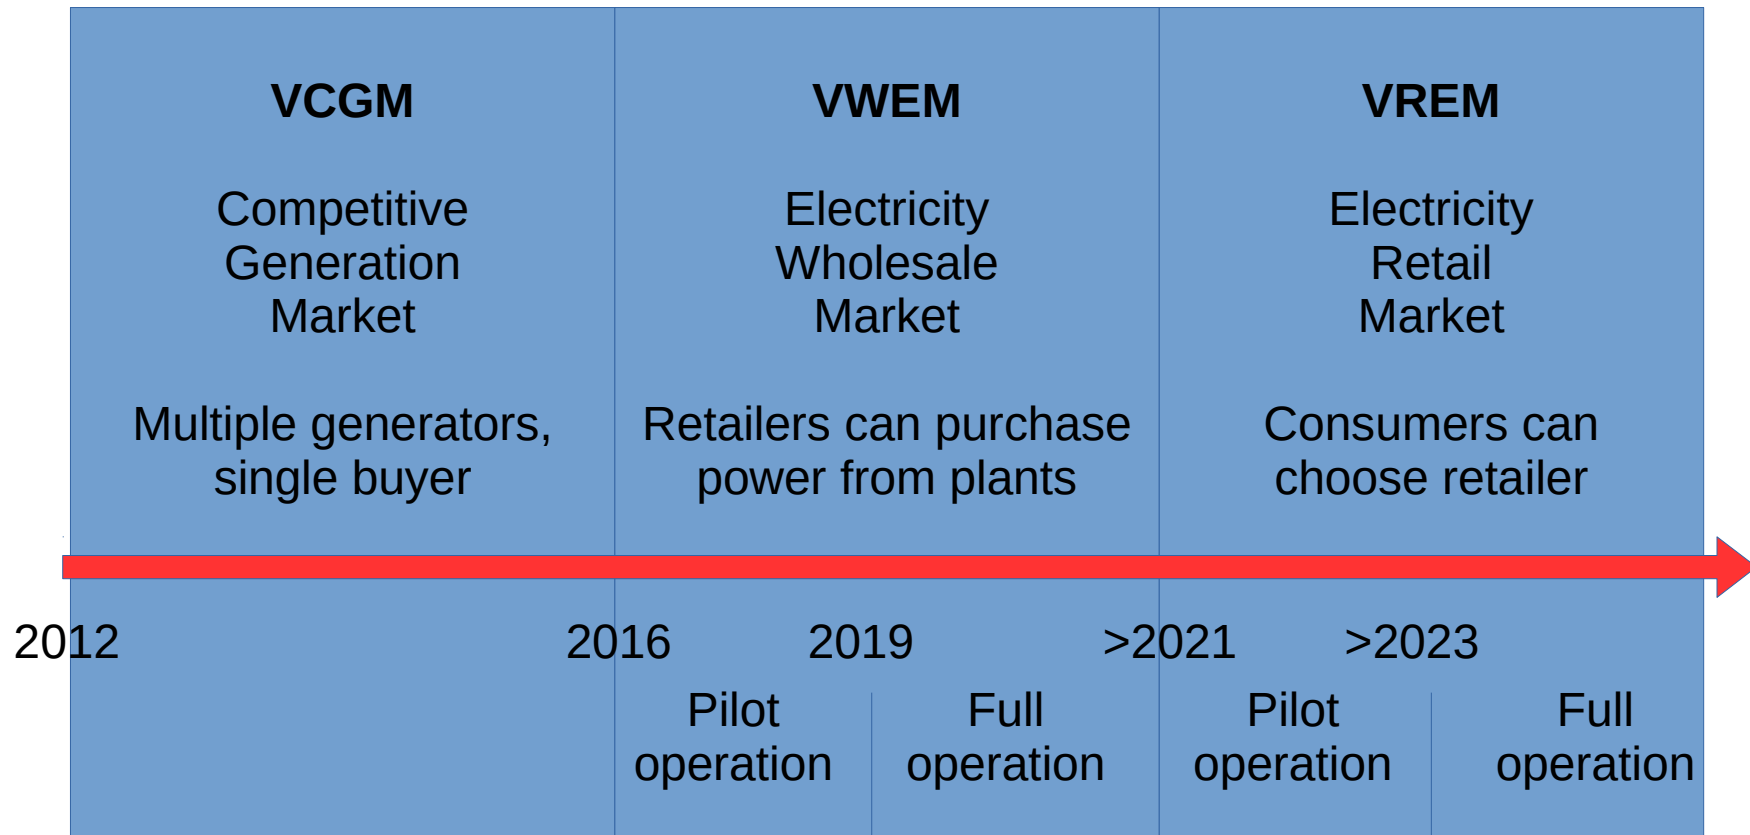 VCGM
Competitive
Generation
Market
Multiple generators,
single buyer
VWEM
Electricity
Wholesale
Market
Retailers can purchase
power from plants
VREM
Electricity
Retail
Market
Consumers can
choose retailer
2012
2016
2019
>2021
>2023
Pilot
operation
Full
operation
Pilot
operation
Full
operation